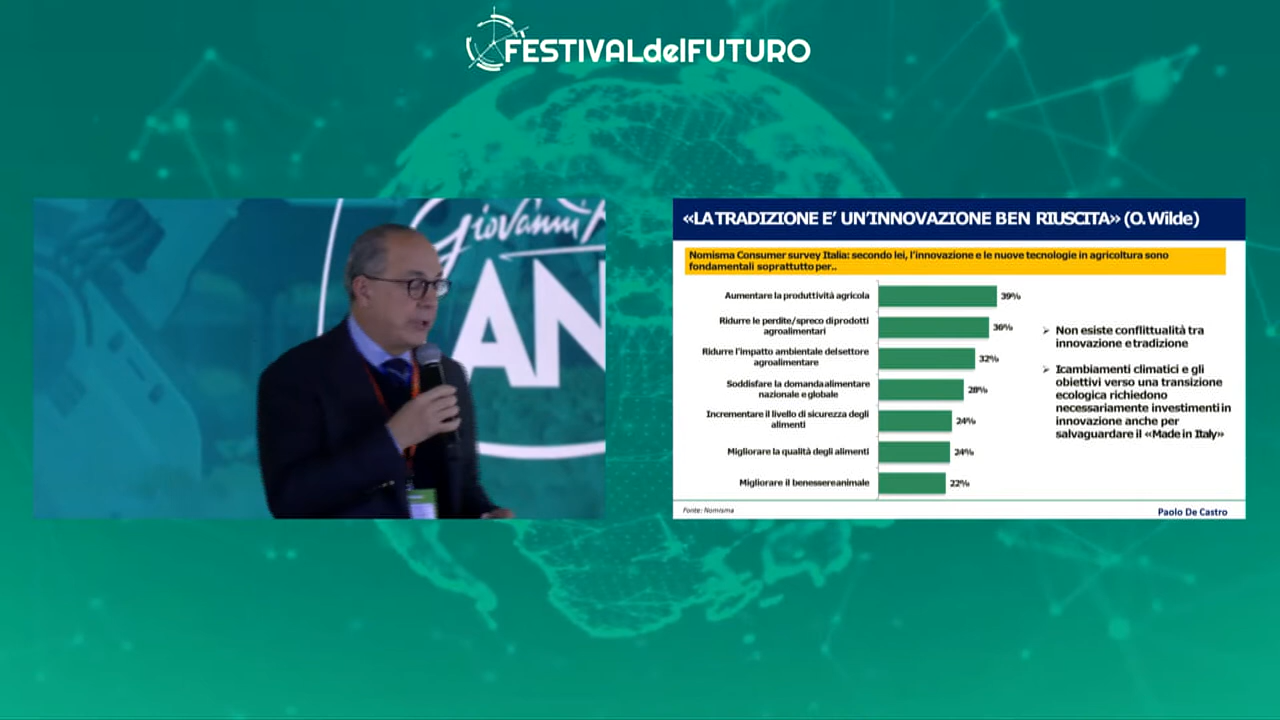 FESTIVALdelFUTURO
Giovanni
AN
«LA TRADIZIONE E' UN'INNOVAZIONE BEN RIUSCITA» (O. Wilde)
Nomisma Consumer survey Italia: secondo lei, l'innovazione e le nuove tecnologie in agricoltura sono
fondamentali soprattutto per..
Aumentare la produttività agricola
39%
Ridurre le perdite/spreco di prodotti
agroalimentari
36%
Ridurre l'impatto ambientale del settore
agroalimentare
32%
Soddisfare la domanda alimentare
nazionale e globale
28%
Incrementare il livello di sicurezza degli
alimenti
24%
Migliorare la qualità degli alimenti
24%
Migliorare il benessere animale
22%
Non esiste conflittualità tra
innovazione e tradizione
I cambiamenti climatici e gli
obiettivi verso una transizione
ecologica richiedono
necessariamente investimenti in
innovazione anche per
salvaguardare il «Made in Italy»
Fonte: Nomisma
Paolo De Castro